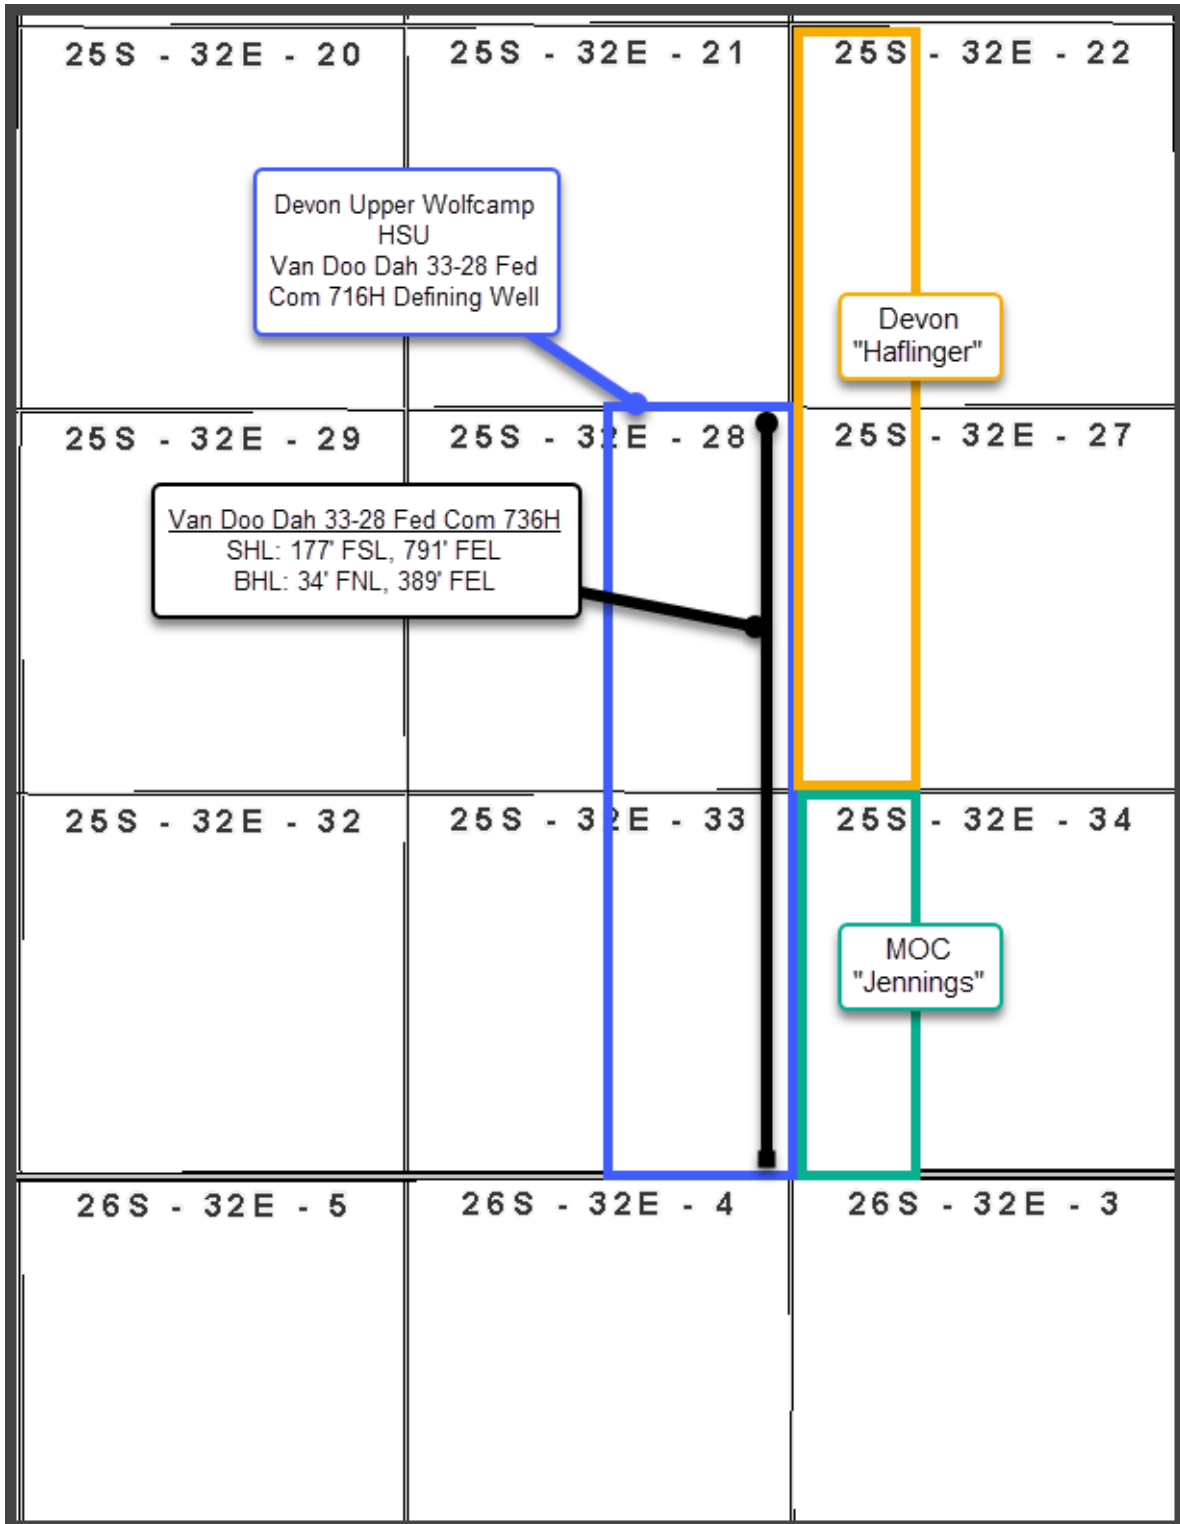 25S - 32E - 20
25S - 32E - 21
25S - 32E - 22
Devon Upper Wolfcamp
HSU
Van Doo Dah 33-28 Fed
Com 716H Defining Well
Devon
"Haflinger"
25S - 32E - 29
25S - 32E - 28
25S - 32E - 27
Van Doo Dah 33-28 Fed Com 736H
SHL: 177' FSL, 791' FEL
BHL: 34' FNL, 389' FEL
25S - 32E - 32
25S - 32E - 33
25S - 32E - 34
MOC
"Jennings"
26S - 32E - 5
26S - 32E - 4
26S - 32E - 3